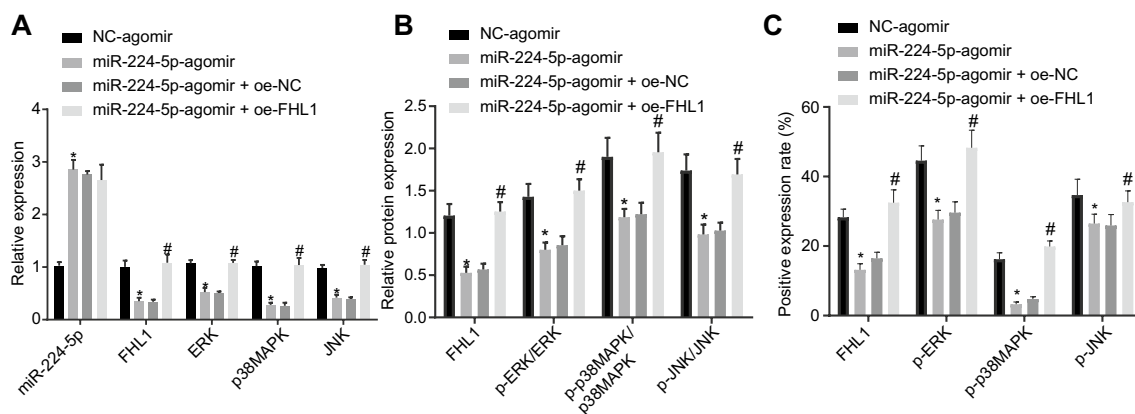 A
NC-agomir
miR-224-5p-agomir
miR-224-5p-agomir + oe-NC
miR-224-5p-agomir + oe-FHL1
Relative expression
4
3
2
1
0
*
*
#
*
#
*
#
*
#
miR-224-5p
FHL1
ERK
p38MAPK
JNK
B
NC-agomir
miR-224-5p-agomir
miR-224-5p-agomir + oe-NC
miR-224-5p-agomir + oe-FHL1
Relative protein expression
2.5
2.0
1.5
1.0
0.5
0.0
*
#
*
#
*
#
*
#
FHL1
p-ERK/ERK
p-p38MAPK/
p38MAPK
p-JNK/JNK
C
NC-agomir
miR-224-5p-agomir
miR-224-5p-agomir + oe-NC
miR-224-5p-agomir + oe-FHL1
Positive expression rate (%)
60
40
20
0
*
#
*
#
*
#
*
#
FHL1
p-ERK
p-p38MAPK
p-JNK